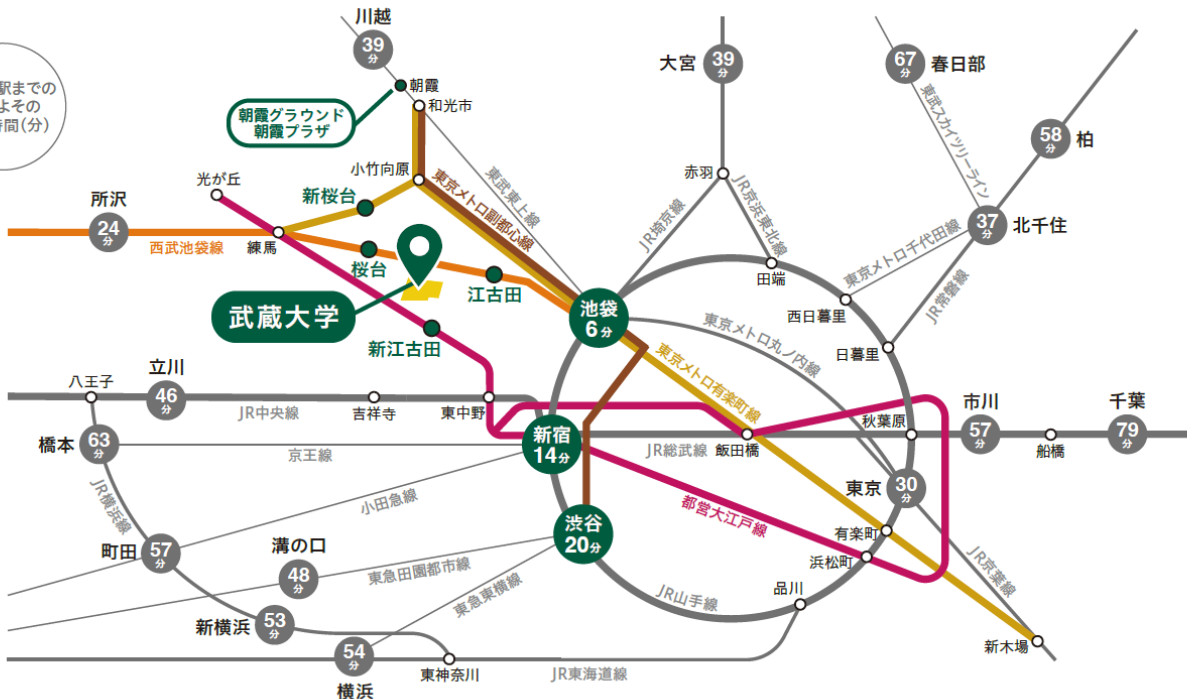 川越
39
分
大宮
39
分
67
分
春日部
駅までの
よその
時間(分)
朝霞
朝霞グラウンド
朝霞プラザ
和光市
東武スカイツリーライン
58
分
柏
小竹向原
光が丘
赤羽
所沢
24
分
新桜台
東京メトロ副都心線
東武東上線
JR埼京線
JR京浜東北線
37
分
北千住
西武池袋線
練馬
桜台
江古田
東京メトロ千代田線
田端
西日暮里
JR常磐線
武蔵大学
新江古田
池袋
6分
東京メトロ丸ノ内線
日暮里
東京メトロ有楽町線
八王子
立川
46
分
JR中央線
吉祥寺
東中野
橋本
63
分
京王線
新宿
14分
JR総武線
飯田橋
秋葉原
市川
57
分
船橋
千葉
79
分
JR横浜線
小田急線
都営大江戸線
東京
30
分
町田
57
分
溝の口
48
分
渋谷
20分
有楽町
浜松町
東急田園都市線
東急東横線
JR山手線
品川
JR京葉線
新横浜
53
分
新木場
54
分
横浜
東神奈川
JR東海道線